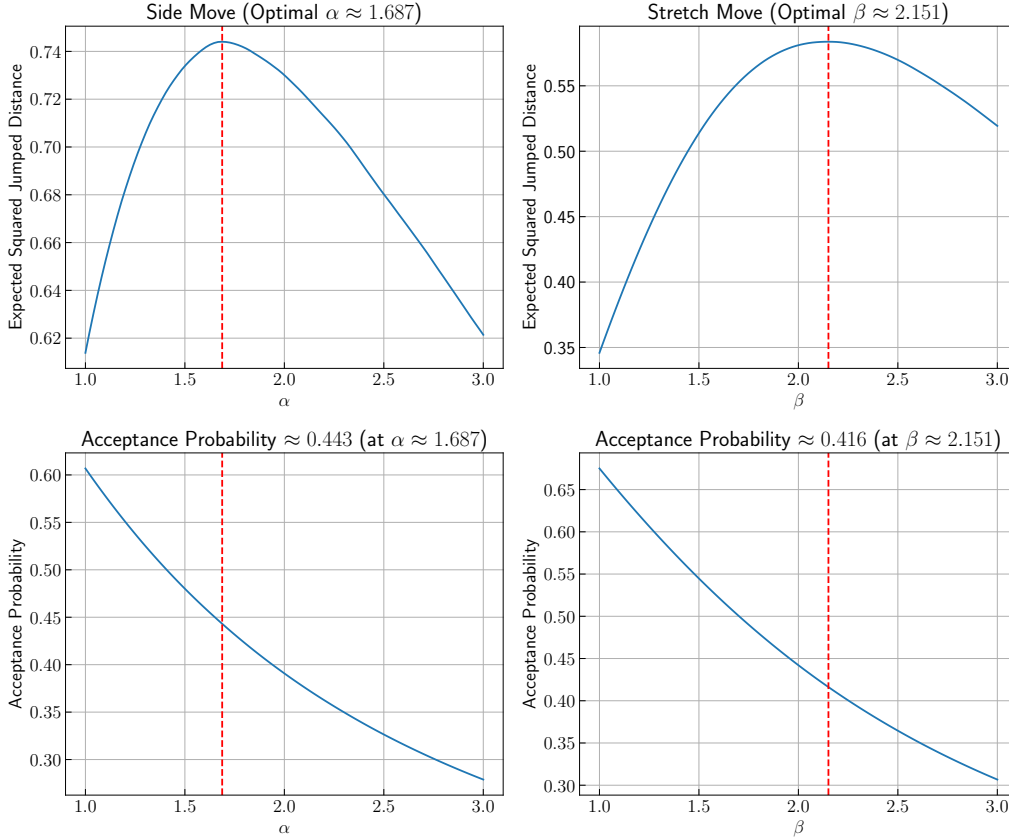 Side Move (Optimal α ≈ 1.687)
Expected Squared Jumped Distance
0.74
0.72
0.70
0.68
0.66
0.64
0.62
1.0 1.5 2.0 2.5 3.0
α
Stretch Move (Optimal β ≈ 2.151)
Expected Squared Jumped Distance
0.55
0.50
0.45
0.40
0.35
1.0 1.5 2.0 2.5 3.0
β
Acceptance Probability ≈ 0.443 (at α ≈ 1.687)
Acceptance Probability
0.60
0.55
0.50
0.45
0.40
0.35
0.30
1.0 1.5 2.0 2.5 3.0
α
Acceptance Probability ≈ 0.416 (at β ≈ 2.151)
Acceptance Probability
0.65
0.60
0.55
0.50
0.45
0.40
0.35
0.30
1.0 1.5 2.0 2.5 3.0
β